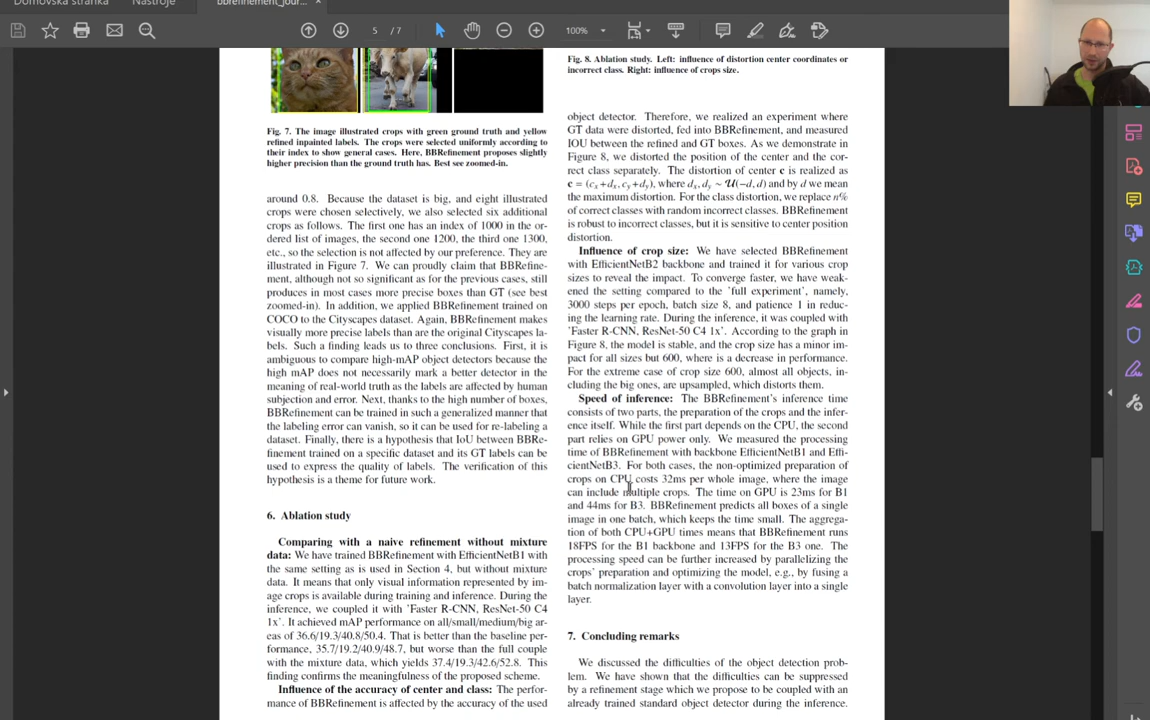 Domovská stránka
Nástroje
bbrefinement_jour...
×
5 / 7
100%
Fig. 7. The image illustrated crops with green ground truth and yellow
refined inpainted labels. The crops were selected uniformly according to
their index to show general cases. Here, BBRefinement proposes slightly
higher precision than the ground truth has. Best see zoomed-in.
around 0.8. Because the dataset is big, and eight illustrated
crops were chosen selectively, we also selected six additional
crops as follows. The first one has an index of 1000 in the or-
dered list of images, the second one 1200, the third one 1300,
etc., so the selection is not affected by our preference. They are
illustrated in Figure 7. We can proudly claim that BBRefine-
ment, although not so significant as for the previous cases, still
produces in most cases more precise boxes than GT (see best
zoomed-in). In addition, we applied BBRefinement trained on
COCO to the Cityscapes dataset. Again, BBRefinement makes
visually more precise labels than are the original Cityscapes la-
bels. Such a finding leads us to three conclusions. First, it is
ambiguous to compare high-mAP object detectors because the
high mAP does not necessarily mark a better detector in the
meaning of real-world truth as the labels are affected by human
subjection and error. Next, thanks to the high number of boxes,
BBRefinement can be trained in such a generalized manner that
the labeling error can vanish, so it can be used for re-labeling a
dataset. Finally, there is a hypothesis that IoU between BBRe-
finement trained on a specific dataset and its GT labels can be
used to express the quality of labels. The verification of this
hypothesis is a theme for future work.
6. Ablation study
Comparing with a naive refinement without mixture
data: We have trained BBRefinement with EfficientNetB1 with
the same setting as is used in Section 4, but without mixture
data. It means that only visual information represented by im-
age crops is available during training and inference. During the
inference, we coupled it with 'Faster R-CNN, ResNet-50 C4
1x'. It achieved mAP performance on all/small/medium/big ar-
eas of 36.6/19.3/40.8/50.4. That is better than the baseline per-
formance, 35.7/19.2/40.9/48.7, but worse than the full couple
with the mixture data, which yields 37.4/19.3/42.6/52.8. This
finding confirms the meaningfulness of the proposed scheme.
Influence of the accuracy of center and class: The perfor-
mance of BBRefinement is affected by the accuracy of the used
Fig. 8. Ablation study. Left: influence of distortion center coordinates or
incorrect class. Right: influence of crops size.
object detector. Therefore, we realized an experiment where
GT data were distorted, fed into BBRefinement, and measured
IOU between the refined and GT boxes. As we demonstrate in
Figure 8, we distorted the position of the center and the cor-
rect class separately. The distortion of center c is realized as
c = (cx+dx, cy+dy), where dx, dy ~ U(−d, d) and by d we mean
the maximum distortion. For the class distortion, we replace n%
of correct classes with random incorrect classes. BBRefinement
is robust to incorrect classes, but it is sensitive to center position
distortion.
Influence of crop size: We have selected BBRefinement
with EfficientNetB2 backbone and trained it for various crop
sizes to reveal the impact. To converge faster, we have weak-
ened the setting compared to the 'full experiment', namely,
3000 steps per epoch, batch size 8, and patience 1 in reduc-
ing the learning rate. During the inference, it was coupled with
'Faster R-CNN, ResNet-50 C4 1x'. According to the graph in
Figure 8, the model is stable, and the crop size has a minor im-
pact for all sizes but 600, where is a decrease in performance.
For the extreme case of crop size 600, almost all objects, in-
cluding the big ones, are upsampled, which distorts them.
Speed of inference: The BBRefinement's inference time
consists of two parts, the preparation of the crops and the infer-
ence itself. While the first part depends on the CPU, the second
part relies on GPU power only. We measured the processing
time of BBRefinement with backbone EfficientNetB1 and Effi-
cientNetB3. For both cases, the non-optimized preparation of
crops on CPU costs 32ms per whole image, where the image
can include multiple crops. The time on GPU is 23ms for B1
and 44ms for B3. BBRefinement predicts all boxes of a single
image in one batch, which keeps the time small. The aggrega-
tion of both CPU+GPU times means that BBRefinement runs
18FPS for the B1 backbone and 13FPS for the B3 one. The
processing speed can be further increased by parallelizing the
crops' preparation and optimizing the model, e.g., by fusing a
batch normalization layer with a convolution layer into a single
layer.
7. Concluding remarks
We discussed the difficulties of the object detection prob-
lem. We have shown that the difficulties can be suppressed
by a refinement stage which we propose to be coupled with an
already trained standard object detector during the inference.